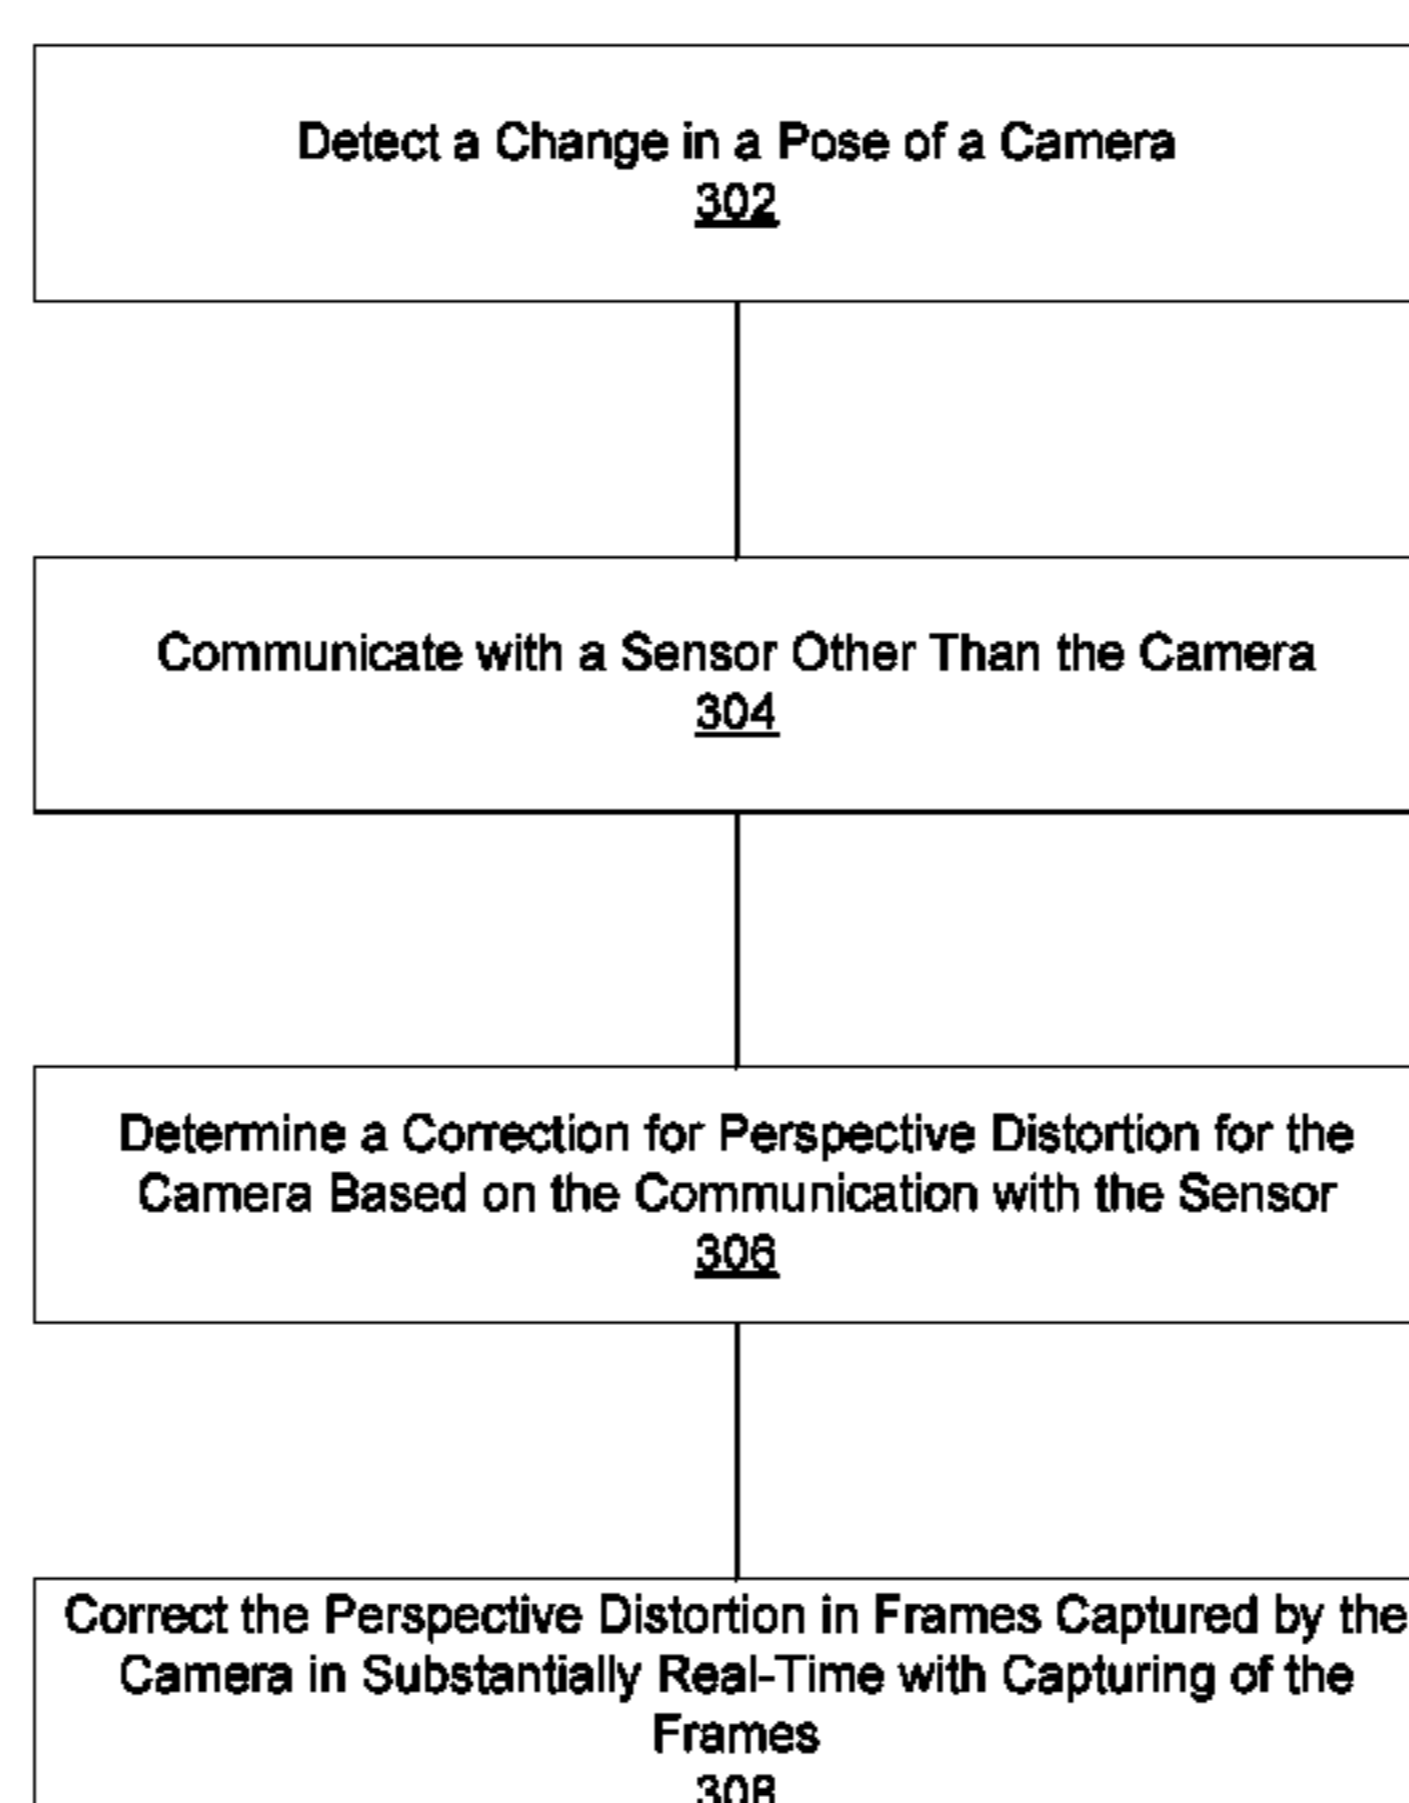 Detect a Change in a Pose of a Camera
302
Communicate with a Sensor Other Than the Camera
304
Determine a Correction for Perspective Distortion for the
Camera Based on the Communication with the Sensor
306
Correct the Perspective Distortion in Frames Captured by the
Camera in Substantially Real-Time with Capturing of the
Frames
308